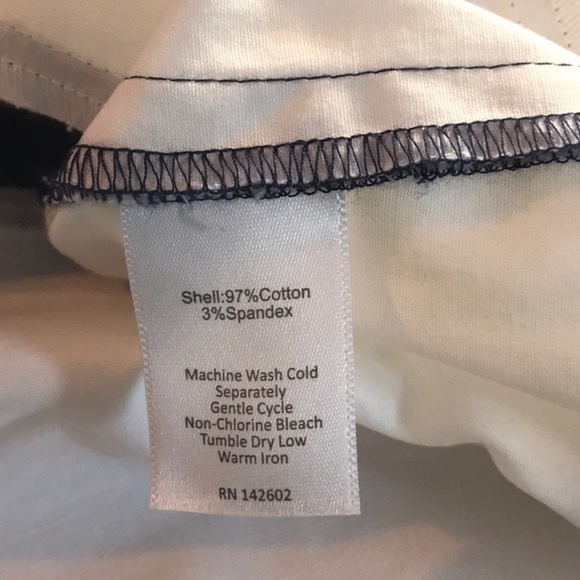 Shell:97%Cotton
3%Spandex
Machine Wash Cold
Separately
Gentle Cycle
Non-Chlorine Bleach
Tumble Dry Low
Warm Iron
RN 142602